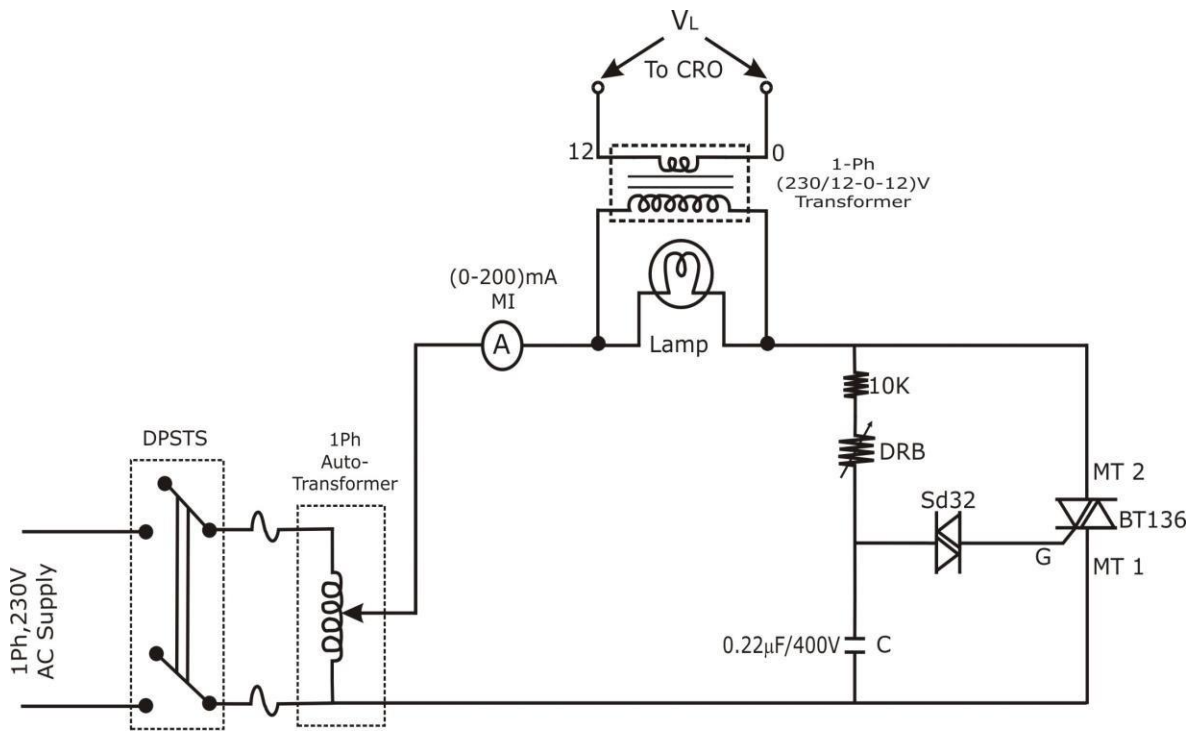 VL
To CRO
12
0
1-Ph
(230/12-0-12)V
Transformer
(0-200)mA
MI
A
Lamp
10K
DRB
DPSTS
1Ph
Auto-
Transformer
MT 2
Sd32
BT136
G
MT 1
1Ph,230V
AC Supply
0.22µF/400V
C